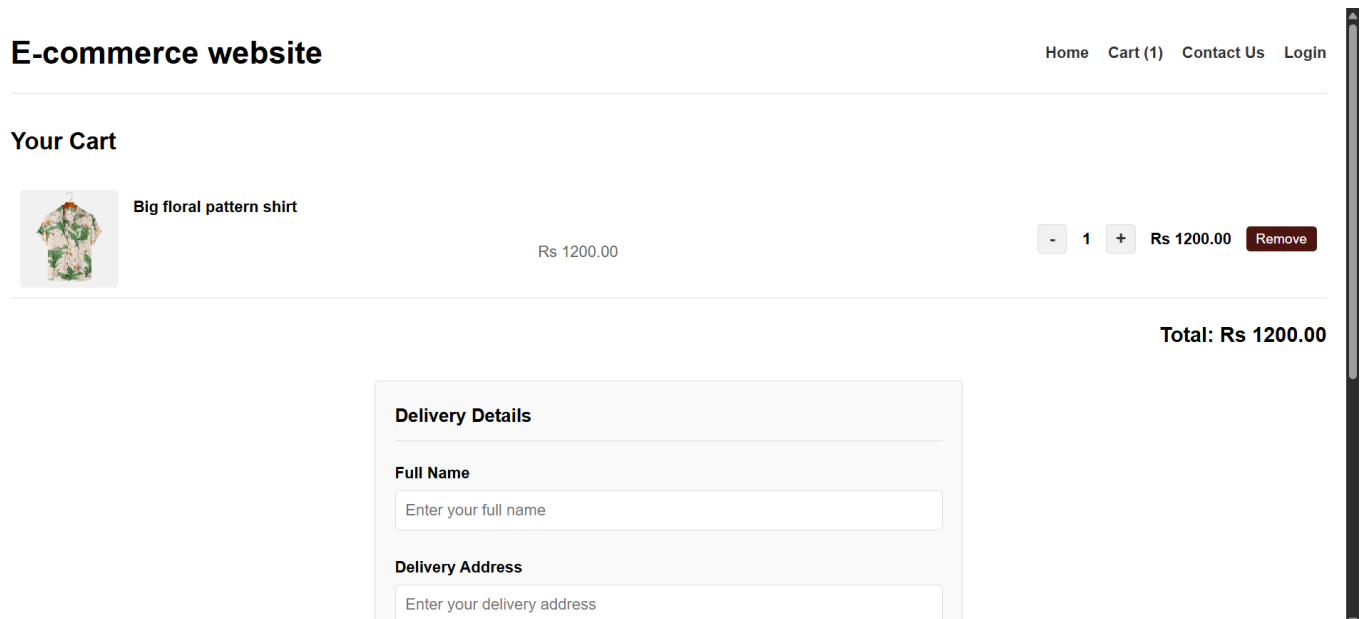 E-commerce website
Home Cart (1) Contact Us Login
Your Cart
Big floral pattern shirt
Rs 1200.00
- 1 + Rs 1200.00 Remove
Total: Rs 1200.00
Delivery Details
Full Name
Enter your full name
Delivery Address
Enter your delivery address